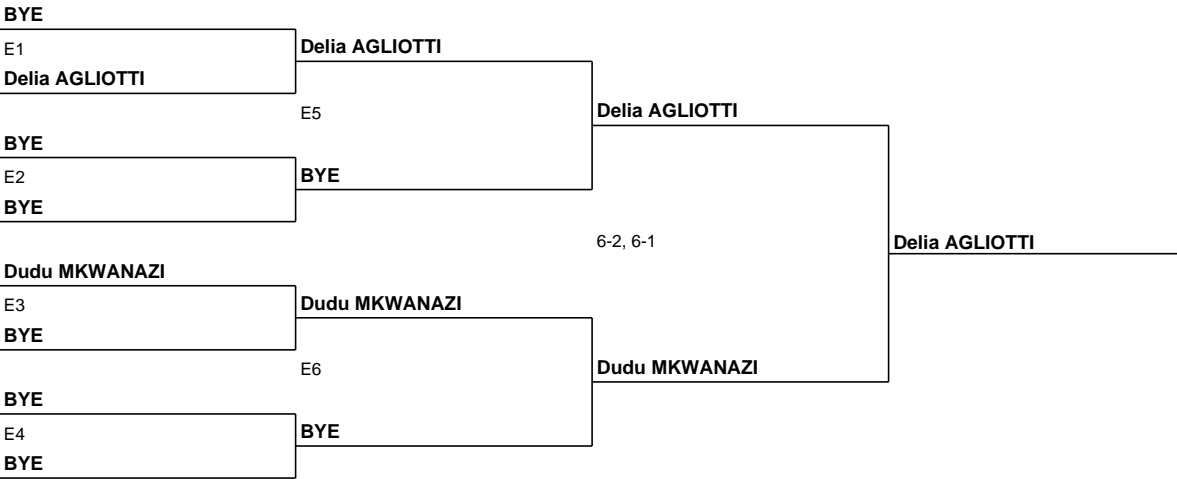 BYE
E1
Delia AGLIOTTI
Delia AGLIOTTI
E5
Delia AGLIOTTI
BYE
E2
BYE
BYE
6-2, 6-1
Delia AGLIOTTI
Dudu MKWANAZI
E3
Dudu MKWANAZI
BYE
E6
Dudu MKWANAZI
BYE
E4
BYE
BYE